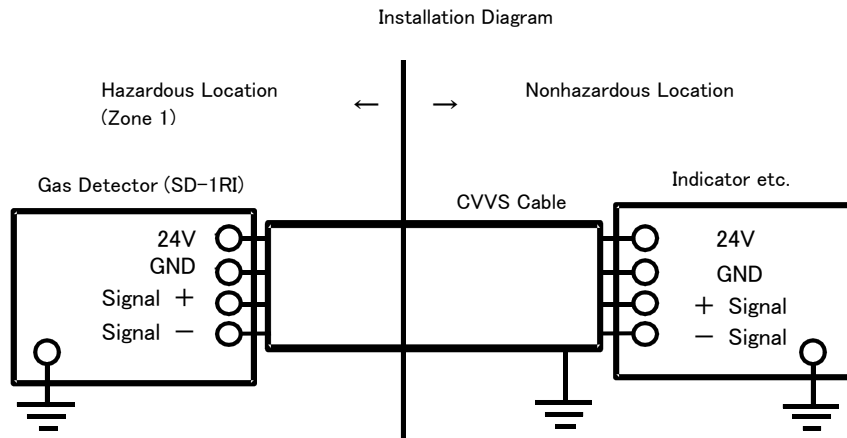 Installation Diagram
Hazardous Location
(Zone 1)
← →
Nonhazardous Location
Gas Detector (SD-1RI)
CVVS Cable
Indicator etc.
24V
GND
Signal +
Signal −
24V
GND
+ Signal
− Signal